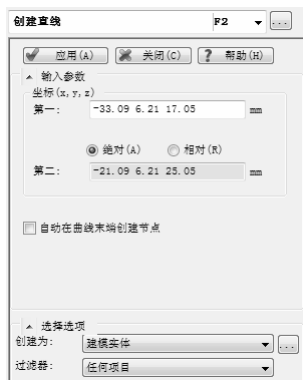 创建直线 F2 ...
应用(A) 关闭(C) ? 帮助(H)
输入参数
坐标(x,y,z)
第一: -33.09 6.21 17.05 mm
绝对(A) 相对(R)
第二: -21.09 6.21 25.05 mm
自动在曲线末端创建节点
选择选项
创建为: 建模实体 ...
过滤器: 任何项目